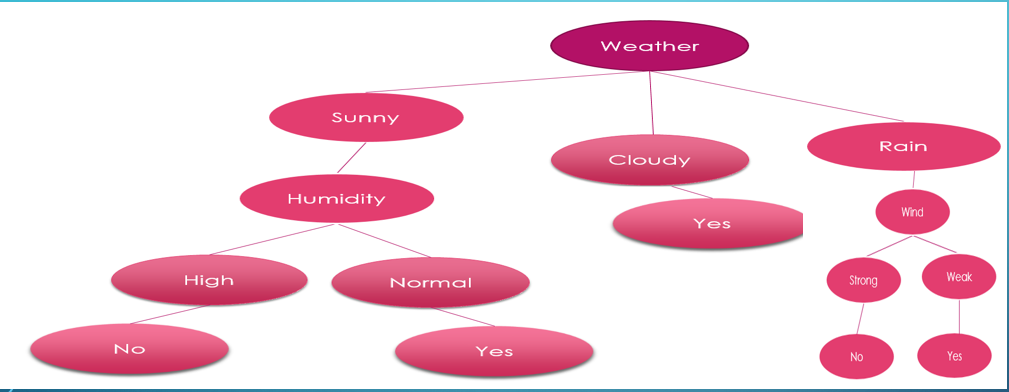 Weather
Sunny
Cloudy
Rain
Humidity
Wind
Yes
High
Normal
Strong
Weak
No
Yes
No
Yes